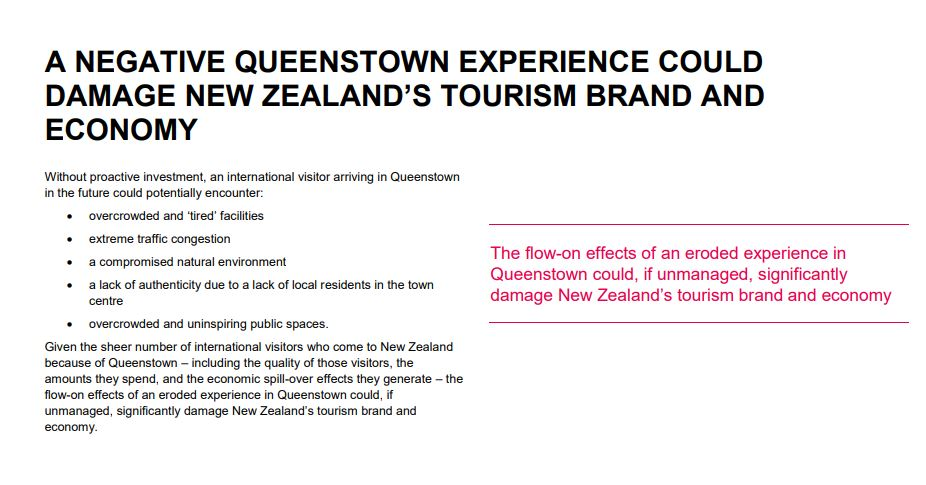 A NEGATIVE QUEENSTOWN EXPERIENCE COULD
DAMAGE NEW ZEALAND’S TOURISM BRAND AND
ECONOMY
Without proactive investment, an international visitor arriving in Queenstown
in the future could potentially encounter:
• overcrowded and ‘tired’ facilities
• extreme traffic congestion
• a compromised natural environment
• a lack of authenticity due to a lack of local residents in the town
centre
• overcrowded and uninspiring public spaces.
Given the sheer number of international visitors who come to New Zealand
because of Queenstown – including the quality of those visitors, the
amounts they spend, and the economic spill-over effects they generate – the
flow-on effects of an eroded experience in Queenstown could, if
unmanaged, significantly damage New Zealand’s tourism brand and
economy.
The flow-on effects of an eroded experience in
Queenstown could, if unmanaged, significantly
damage New Zealand’s tourism brand and economy